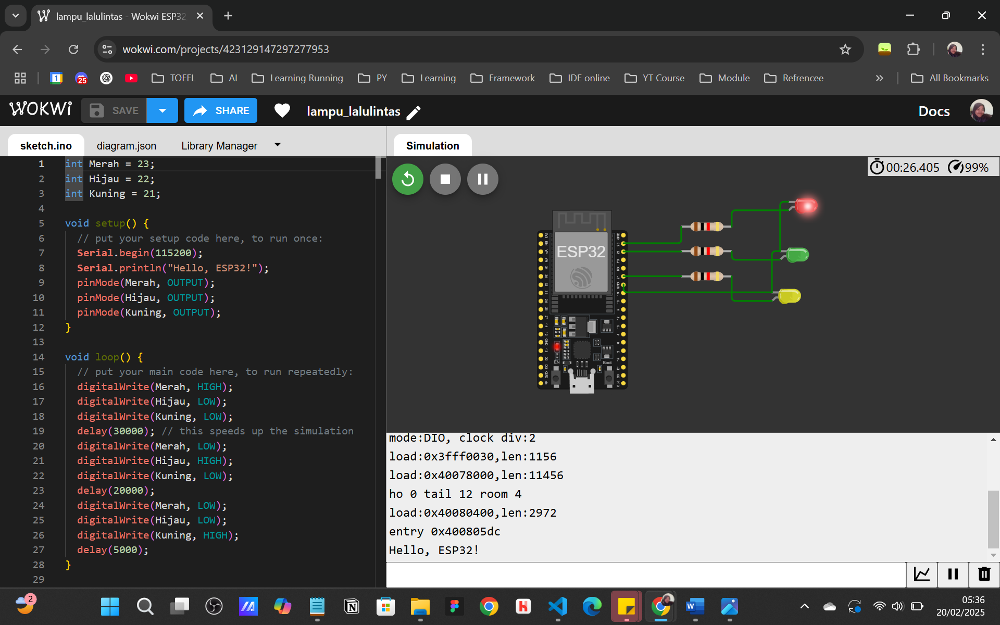 lampu_lalulintas - Wokwi ESP32
wokwi.com/projects/423129147297277953
1
25
TOEFL
AI
Learning Running
PY
Learning
Framework
IDE online
YT Course
Module
Refrencee
»
All Bookmarks
WOKWi
SAVE
SHARE
lampu_lalulintas
Docs
sketch.ino
diagram.json
Library Manager
1 int Merah = 23;
2 int Hijau = 22;
3 int Kuning = 21;
4
5 void setup() {
6 // put your setup code here, to run once:
7 Serial.begin(115200);
8 Serial.println("Hello, ESP32!");
9 pinMode(Merah, OUTPUT);
10 pinMode(Hijau, OUTPUT);
11 pinMode(Kuning, OUTPUT);
12 }
13
14 void loop() {
15 // put your main code here, to run repeatedly:
16 digitalWrite(Merah, HIGH);
17 digitalWrite(Hijau, LOW);
18 digitalWrite(Kuning, LOW);
19 delay(30000); // this speeds up the simulation
20 digitalWrite(Merah, LOW);
21 digitalWrite(Hijau, HIGH);
22 digitalWrite(Kuning, LOW);
23 delay(20000);
24 digitalWrite(Merah, LOW);
25 digitalWrite(Hijau, LOW);
26 digitalWrite(Kuning, HIGH);
27 delay(5000);
28 }
29
Simulation
00:26.405 99%
ESP32
EN
Boot
mode:DIO, clock div:2
load:0x3fff0030,len:1156
load:0x40078000,len:11456
ho 0 tail 12 room 4
load:0x40080400,len:2972
entry 0x400805dc
Hello, ESP32!
2
05:36
20/02/2025